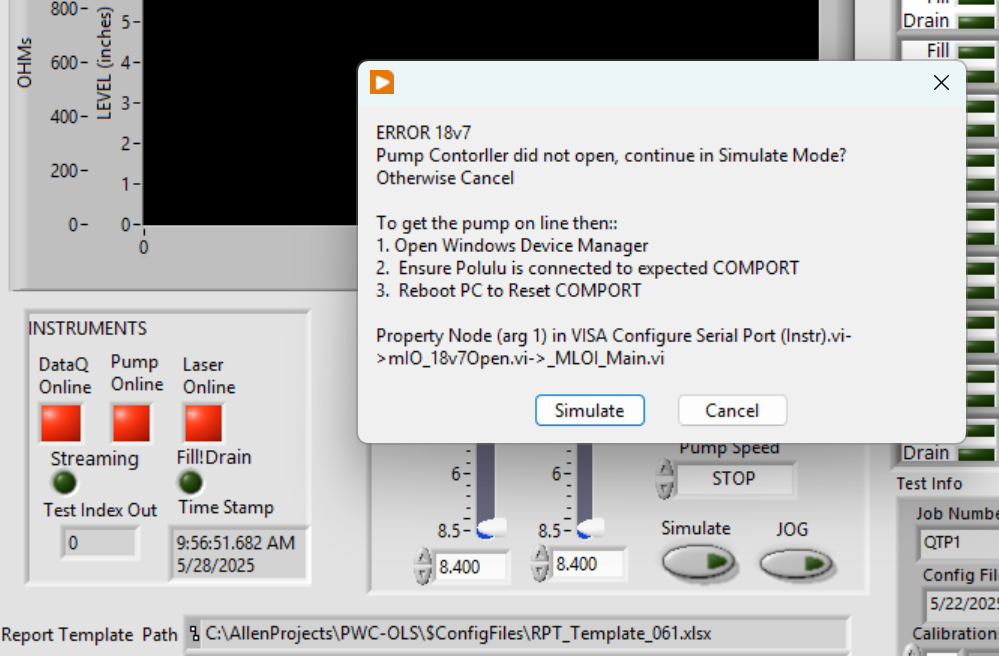 OHMs
LEVEL (inches)
800
600
400
200
0
5
4
3
2
1
0
0
Drain
Fill
ERROR 18v7
Pump Contorller did not open, continue in Simulate Mode?
Otherwise Cancel
To get the pump on line then::
1. Open Windows Device Manager
2.  Ensure Polulu is connected to expected COMPORT
3.  Reboot PC to Reset COMPORT
Property Node (arg 1) in VISA Configure Serial Port (Instr).vi-
>mIO_18v7Open.vi->_MLOI_Main.vi
Simulate
Cancel
INSTRUMENTS
DataQ
Online
Pump
Online
Laser
Online
Streaming
Fill!Drain
Test Index Out
Time Stamp
0
9:56:51.682 AM
5/28/2025
6
8.5
8.400
6
8.5
8.400
Pump Speed
STOP
Simulate
JOG
Drain
Test Info
Job Numbe
QTP1
Config Fil
5/22/202
Calibration
Report Template Path
C:\AllenProjects\PWC-OLS\$ConfigFiles\RPT_Template_061.xlsx